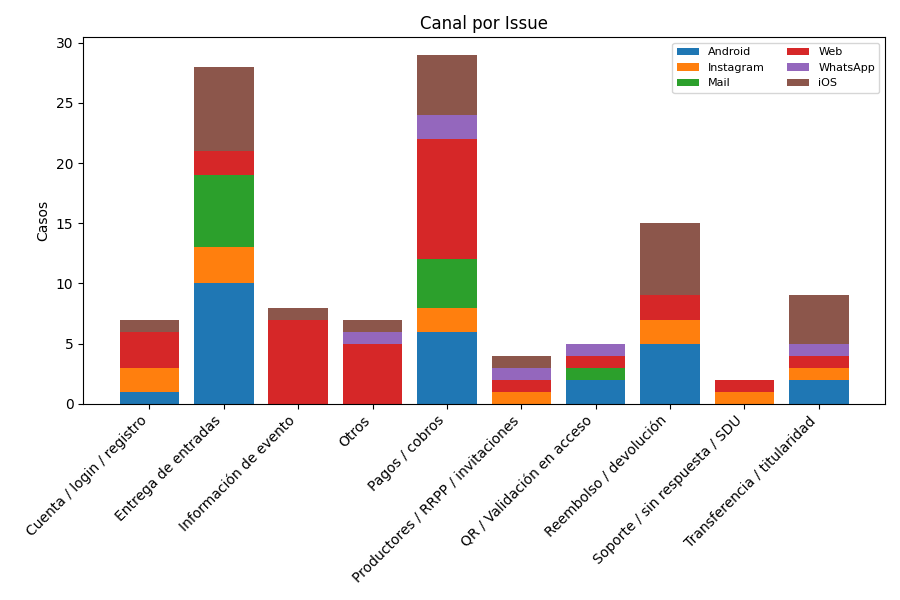 Canal por Issue
Casos
30
25
20
15
10
5
0
Android
Instagram
Mail
Web
WhatsApp
iOS
Cuenta / login / registro
Entrega de entradas
Información de evento
Otros
Pagos / cobros
Productores / RRPP / invitaciones
QR / Validación en acceso
Reembolso / devolución
Soporte / sin respuesta / SDU
Transferencia / titularidad